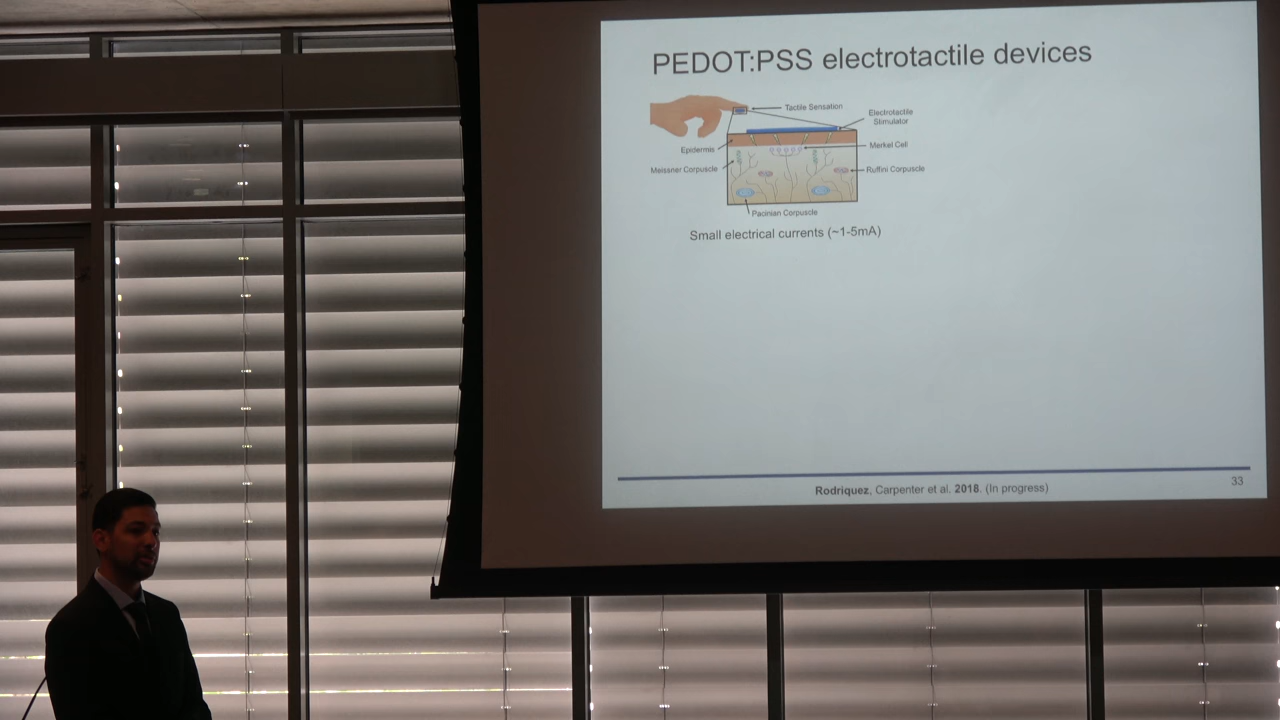 PEDOT:PSS electrotactile devices
Tactile Sensation
Electrotactile
Stimulator
Epidermis
Merkel Cell
Meissner Corpuscle
Ruffini Corpuscle
Pacinian Corpuscle
Small electrical currents (~1-5mA)
Rodriquez, Carpenter et al. 2018. (In progress)
33